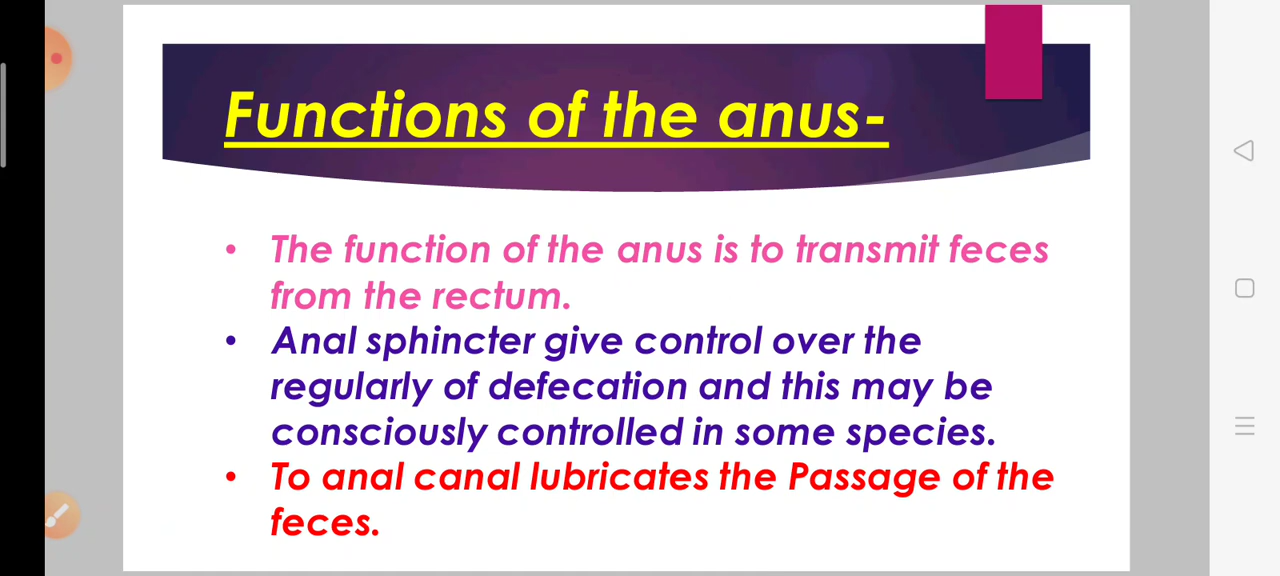 Functions of the anus-
• The function of the anus is to transmit feces
from the rectum.
• Anal sphincter give control over the
regularly of defecation and this may be
consciously controlled in some species.
• To anal canal lubricates the Passage of the
feces.